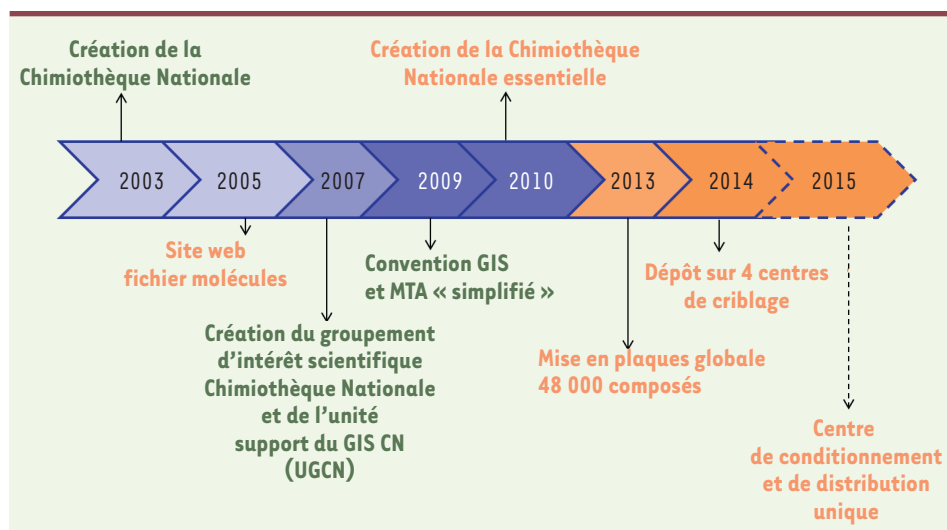 Création de la
Chimiothèque Nationale
Création de la Chimiothèque
Nationale essentielle
2003
2005
2007
2009
2010
2013
2014
2015
Site web
fichier molécules
Création du groupement
d’intérêt scientifique
Chimiothèque Nationale
et de l’unité
support du GIS CN
(UGCN)
Convention GIS
et MTA « simplifié »
Mise en plaques globale
48 000 composés
Dépôt sur 4 centres
de criblage
Centre
de conditionnement
et de distribution
unique